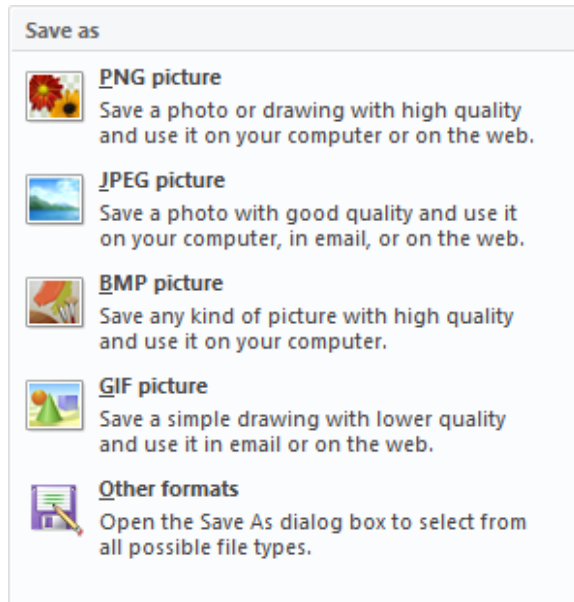 Save as
PNG picture
Save a photo or drawing with high quality
and use it on your computer or on the web.
JPEG picture
Save a photo with good quality and use it
on your computer, in email, or on the web.
BMP picture
Save any kind of picture with high quality
and use it on your computer.
GIF picture
Save a simple drawing with lower quality
and use it in email or on the web.
Other formats
Open the Save As dialog box to select from
all possible file types.